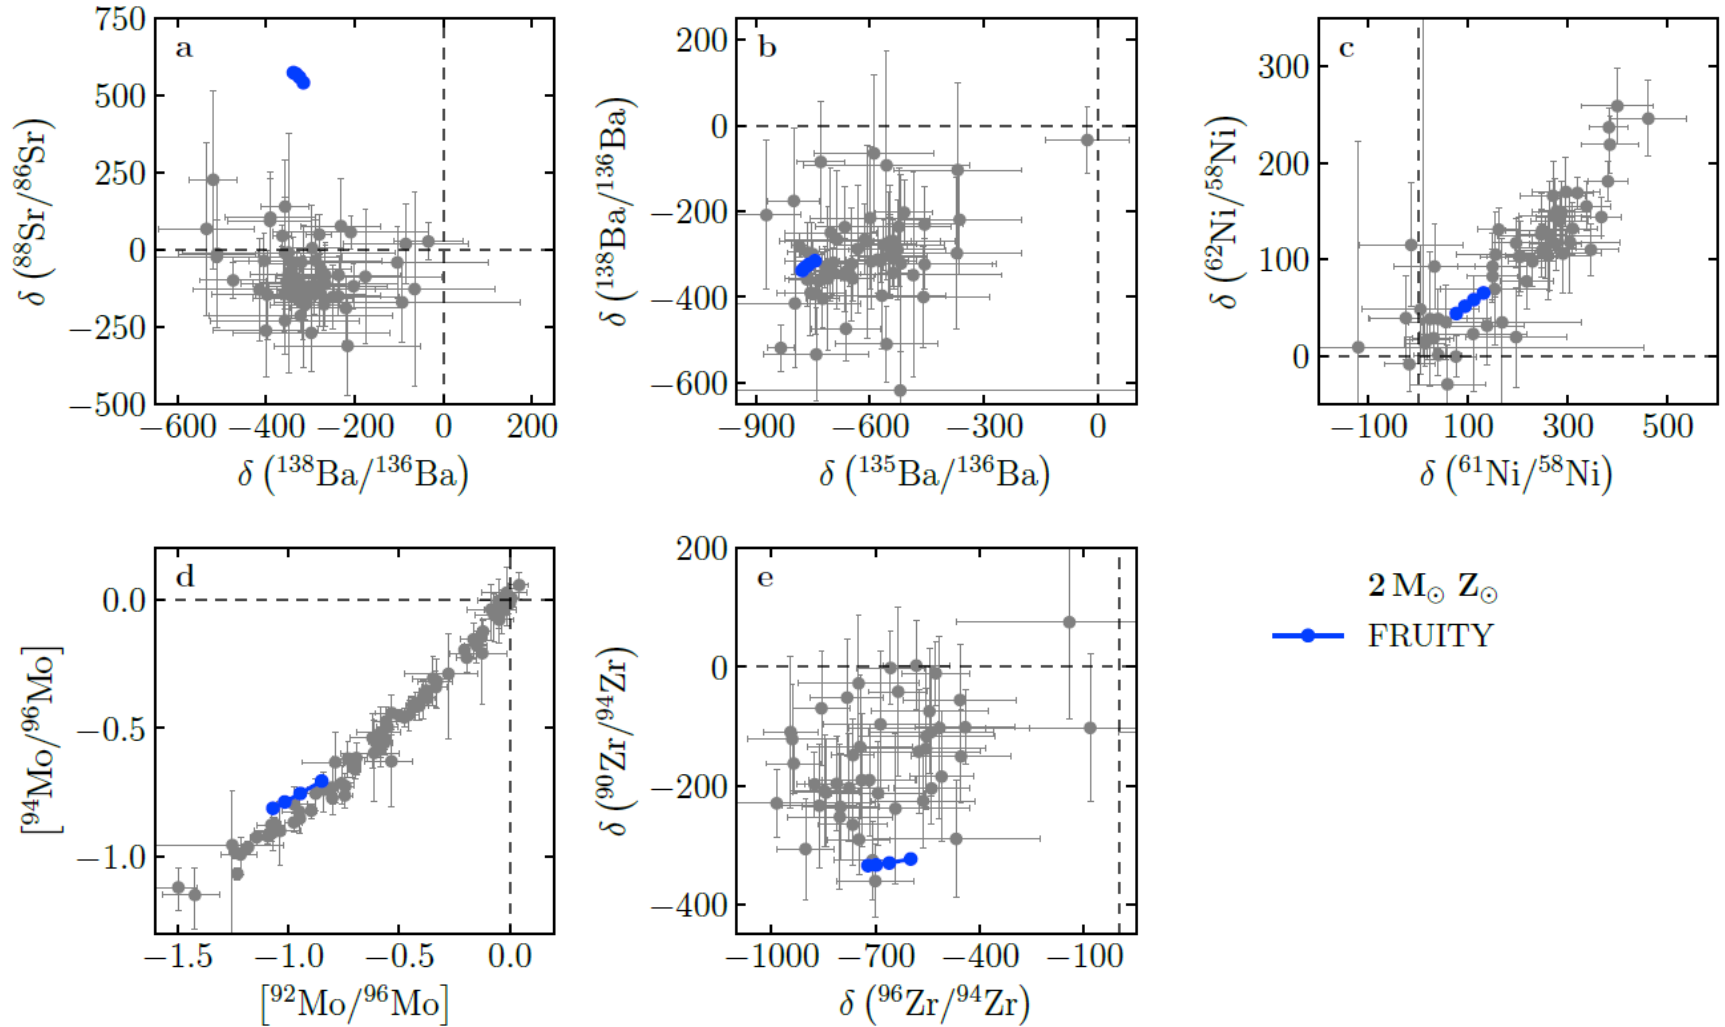 a
750
500
250
0
−250
−500
δ (⁸⁸Sr/⁸⁶Sr)
−600 −400 −200 0 200
δ (¹³⁸Ba/¹³⁶Ba)
b
200
0
−200
−400
−600
δ (¹³⁸Ba/¹³⁶Ba)
−900 −600 −300 0
δ (¹³⁵Ba/¹³⁶Ba)
c
300
200
100
0
δ (⁶²Ni/⁵⁸Ni)
−100 100 300 500
δ (⁶¹Ni/⁵⁸Ni)
d
0.0
−0.5
−1.0
[⁹⁴Mo/⁹⁶Mo]
−1.5 −1.0 −0.5 0.0
[⁹²Mo/⁹⁶Mo]
e
200
0
−200
−400
δ (⁹⁰Zr/⁹⁴Zr)
−1000 −700 −400 −100
δ (⁹⁶Zr/⁹⁴Zr)
2 M⊙ Z⊙
FRUITY